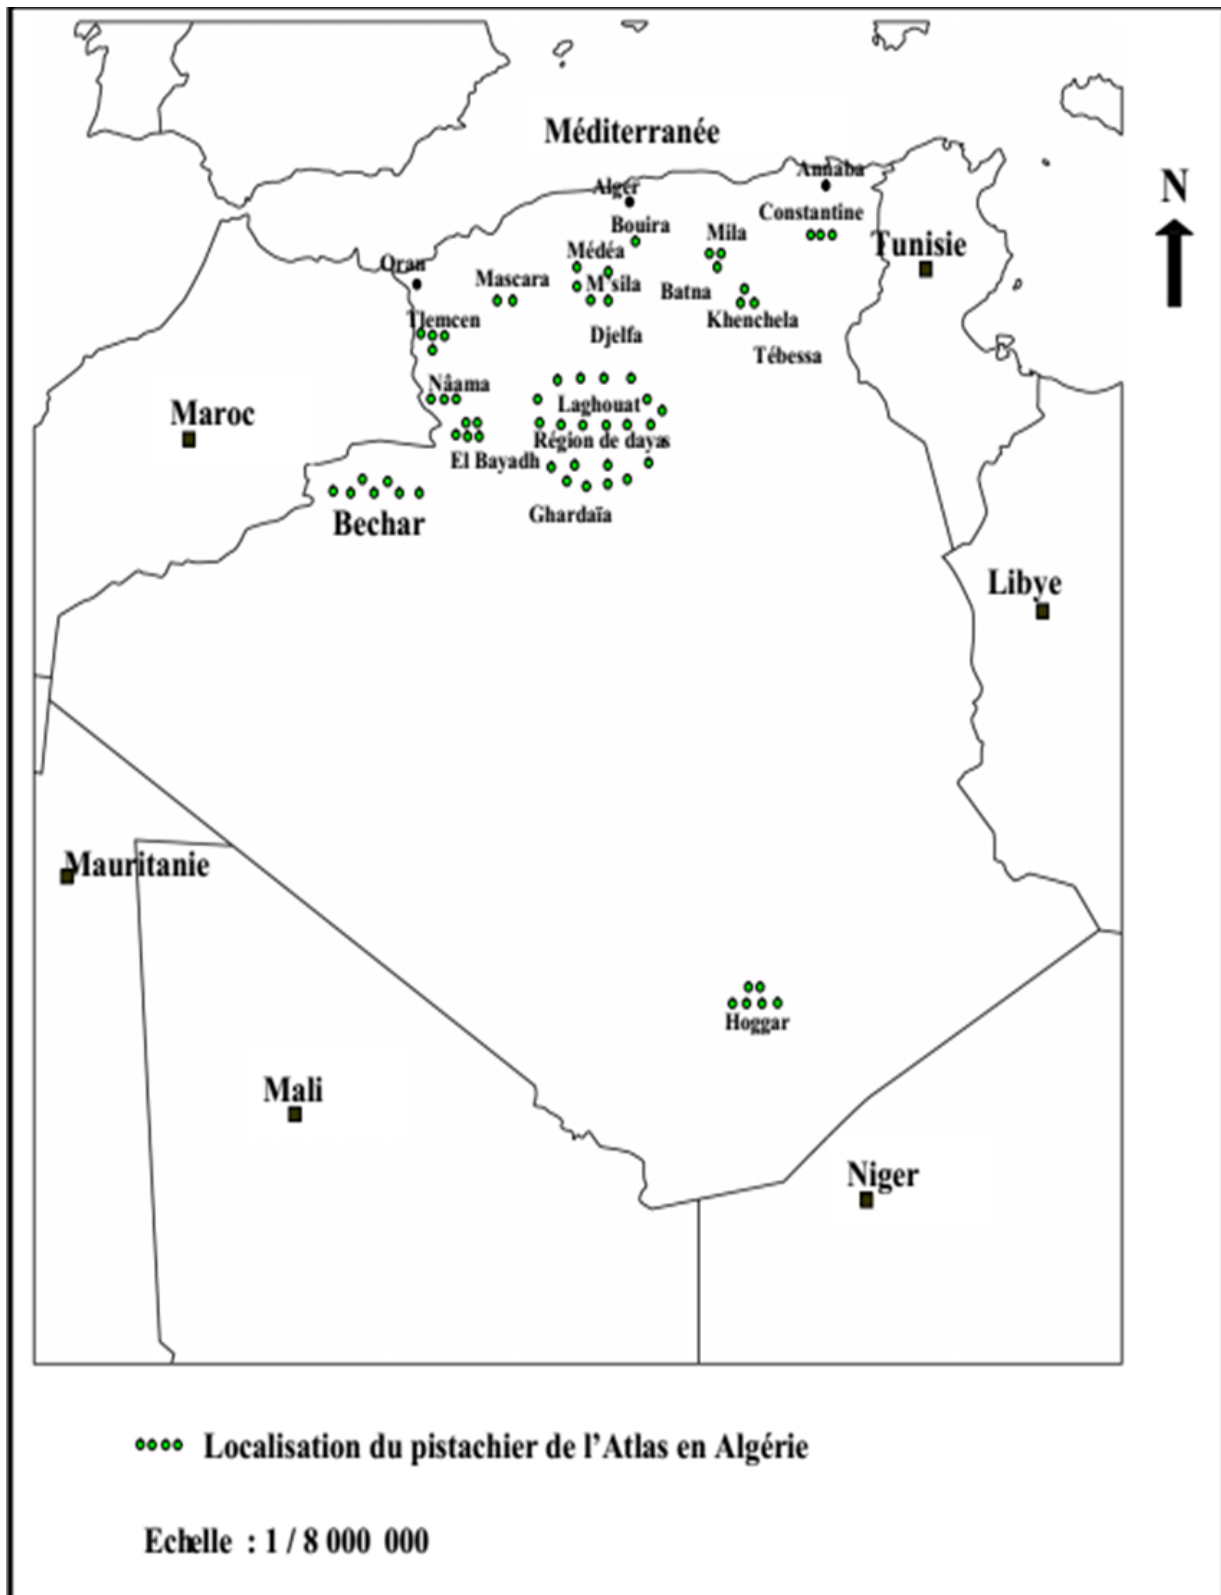 Méditerranée
Annaba
N
Alger
Constantine
Bouira
Mila
Tunisie
Médéa
Oran
Mascara
M'sila
Batna
Tlemcen
Khenchela
Djelfa
Tébessa
Nâama
Laghouat
Maroc
Région de dayas
El Bayadh
Ghardaïa
Bechar
Libye
Mauritanie
Hoggar
Mali
Niger
Localisation du pistachier de l'Atlas en Algérie
Echelle : 1 / 8 000 000